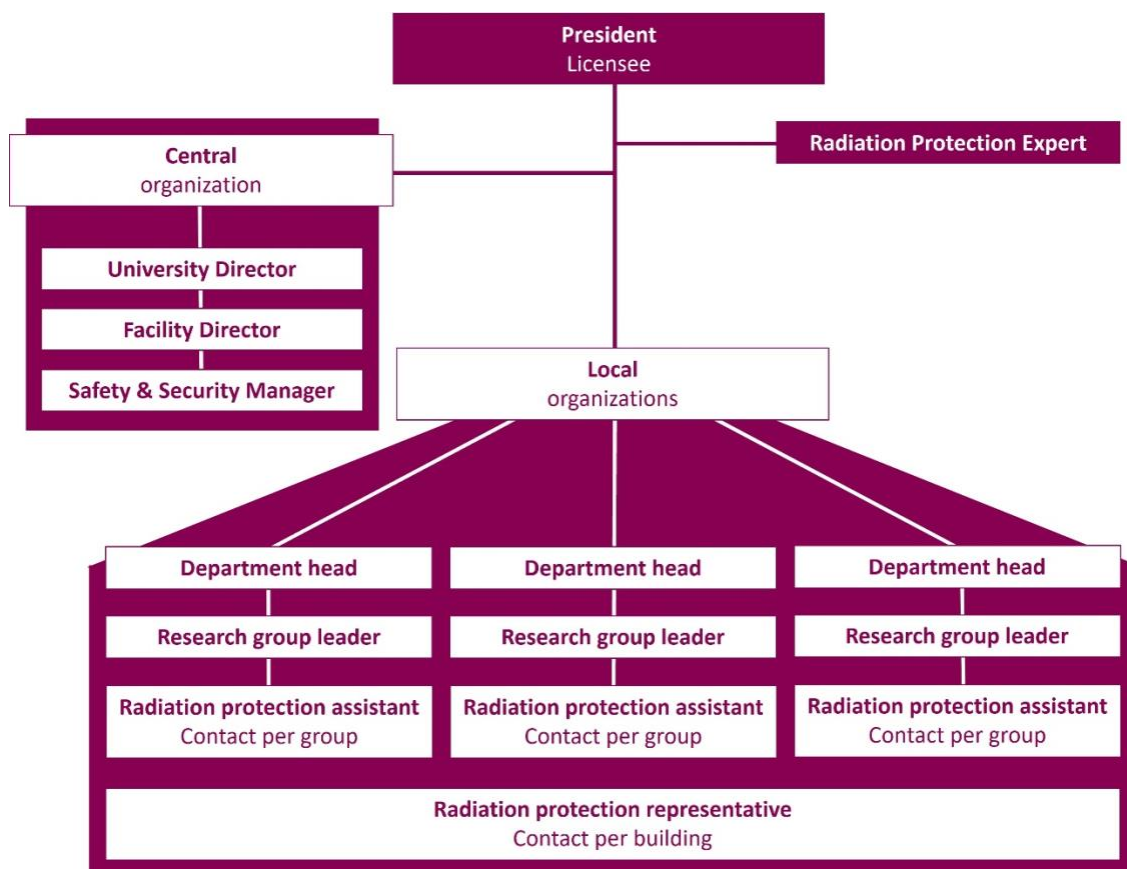 President
Licensee
Radiation Protection Expert
Central
organization
University Director
Facility Director
Safety & Security Manager
Local
organizations
Department head
Department head
Department head
Research group leader
Research group leader
Research group leader
Radiation protection assistant
Contact per group
Radiation protection assistant
Contact per group
Radiation protection assistant
Contact per group
Radiation protection representative
Contact per building